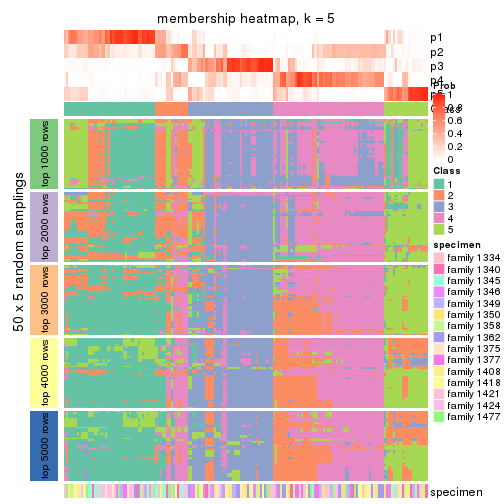 membership heatmap, k = 5
p1
p2
p3
p4
Prob
1
0.8
0.6
0.4
0.2
0
Class
1
2
3
4
5
specimen
family 1334
family 1340
family 1345
family 1346
family 1349
family 1350
family 1358
family 1362
family 1375
family 1377
family 1408
family 1418
family 1421
family 1424
family 1477
50 x 5 random samplings
top 1000 rows
top 2000 rows
top 3000 rows
top 4000 rows
top 5000 rows
specimen